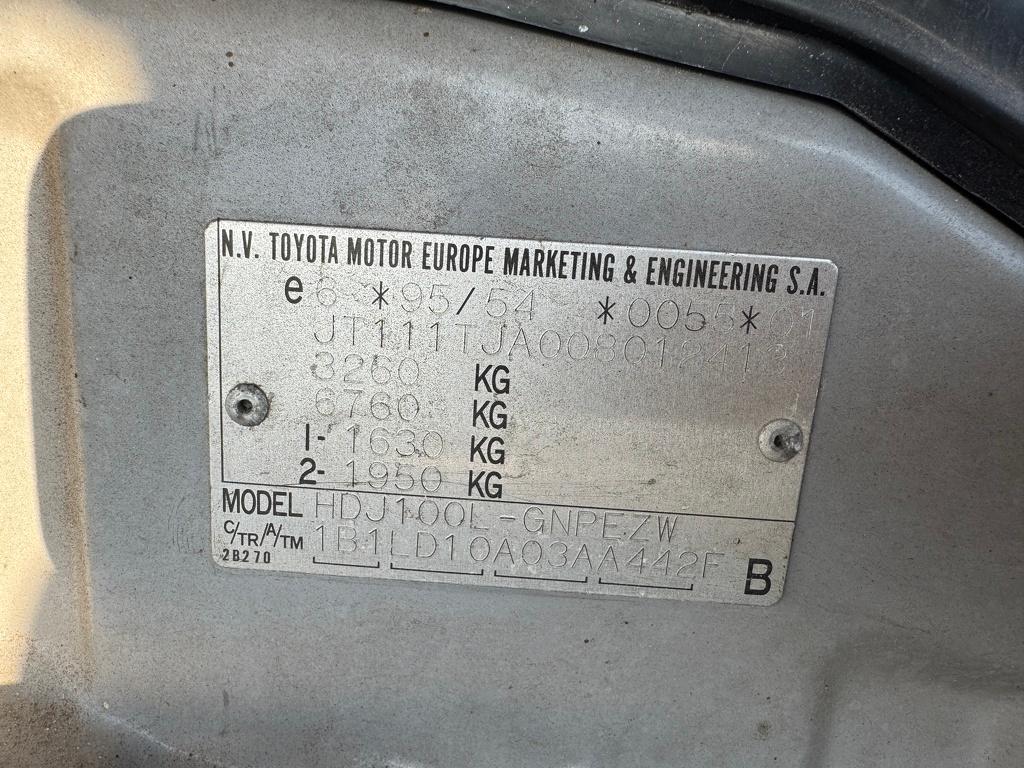 N.V. TOYOTA MOTOR EUROPE MARKETING & ENGINEERING S.A.
e 6 *95/54 *0055*01
JT111TJA008012413
3260 KG
6760 KG
1- 1630 KG
2- 1950 KG
MODEL HDJ100L-GNPEZW
C/TR/A/TM 1B1LD10A03AA442F
2B270 B